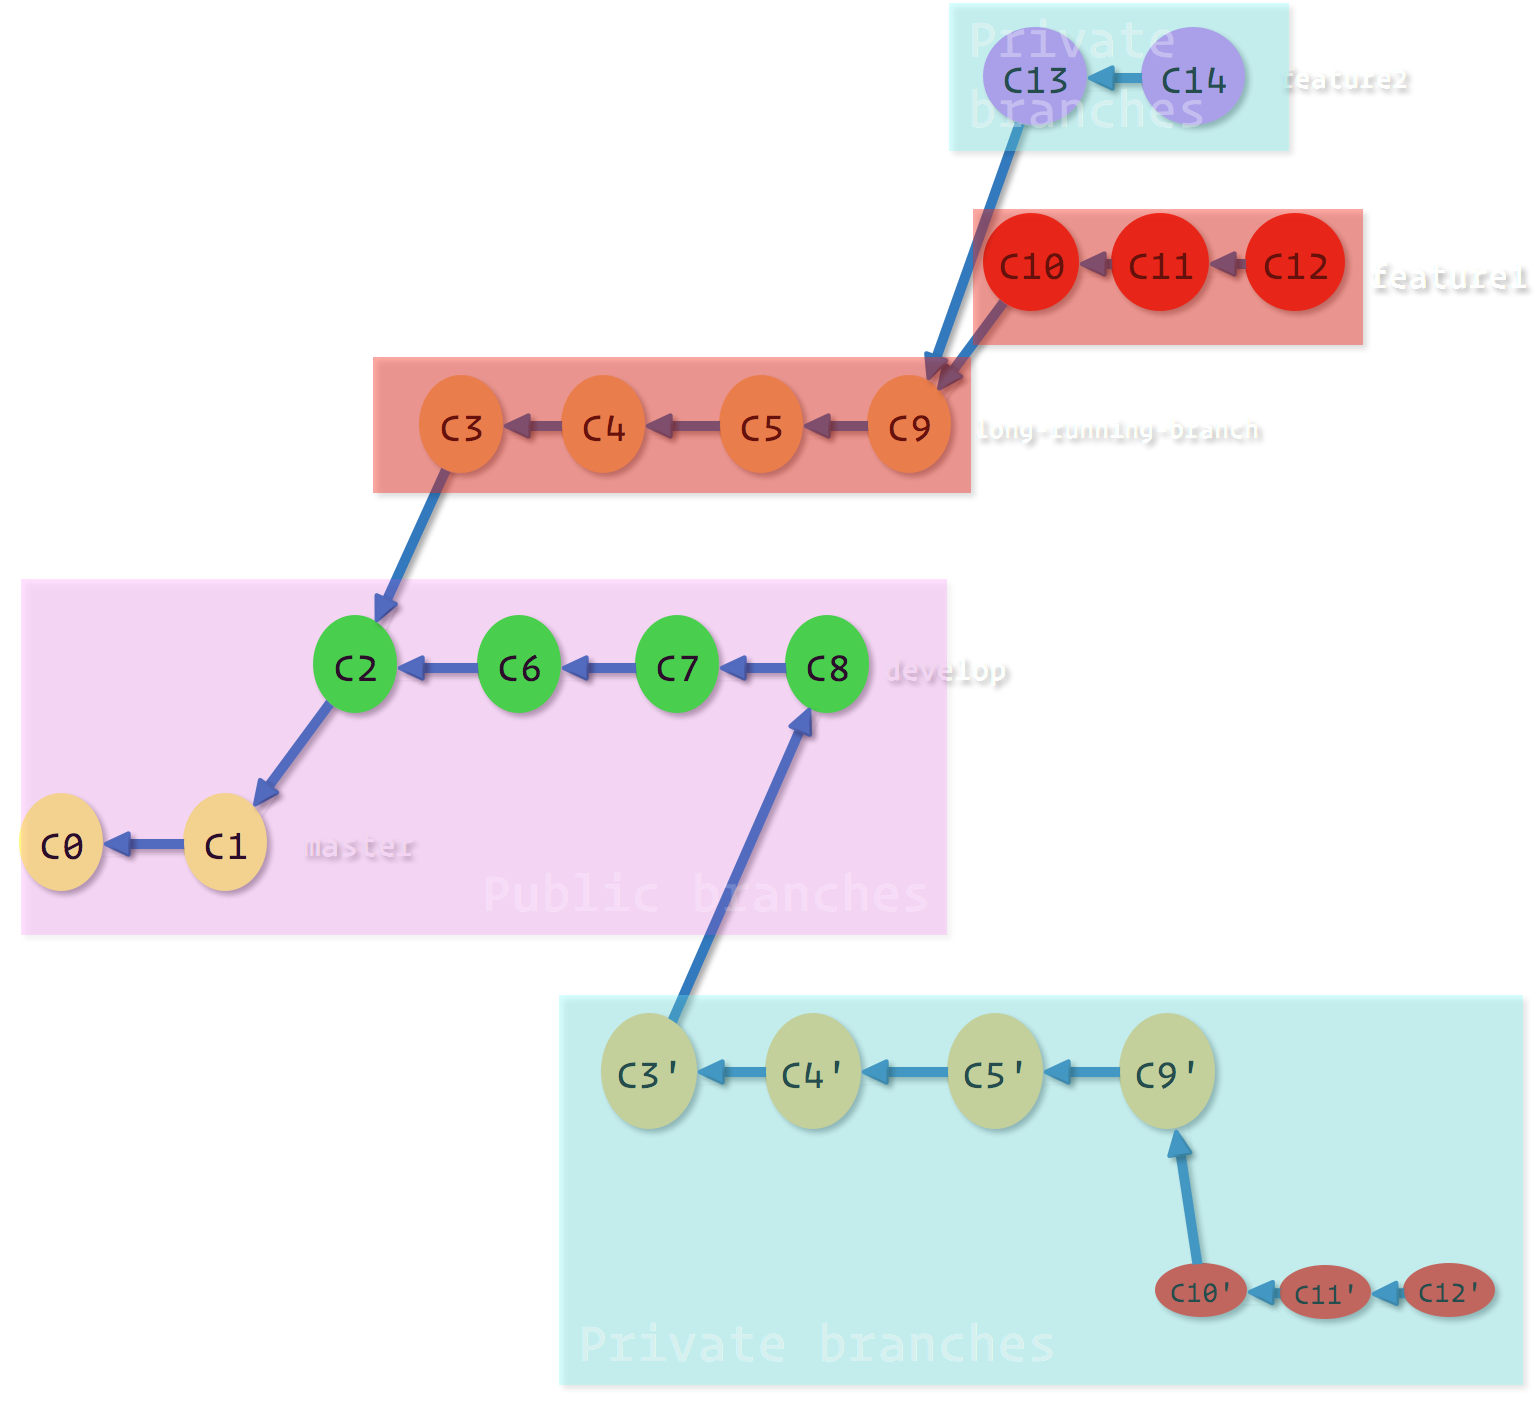 Private
branches
C13
C14
feature2
C10
C11
C12
feature1
C3
C4
C5
C9
long-running-branch
C2
C6
C7
C8
develop
C0
C1
master
Public branches
C3'
C4'
C5'
C9'
C10'
C11'
C12'
Private branches